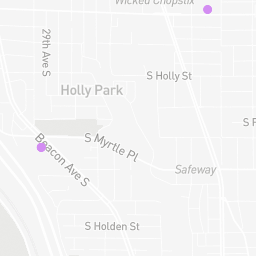 Wicked Chopstix
29th Ave S
S Holly St
Holly Park
S Myrtle Pl
Beacon Ave S
Safeway
S Holden St